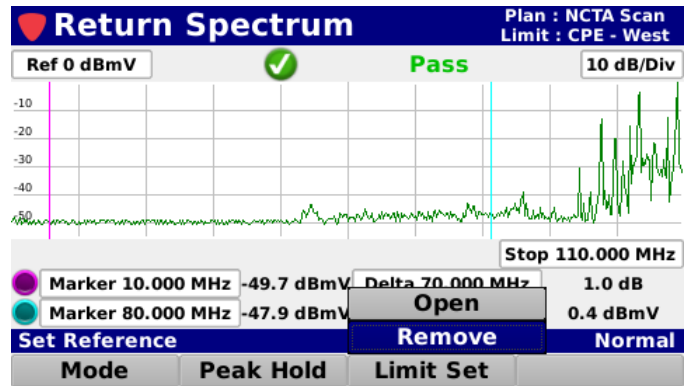 Return Spectrum
Plan : NCTA Scan
Limit : CPE - West
Ref 0 dBmV
Pass
10 dB/Div
-10
-20
-30
-40
-50
Stop 110.000 MHz
Marker 10.000 MHz -49.7 dBmV Delta 70.000 MHz 1.0 dB
Open
Marker 80.000 MHz -47.9 dBmV 0.4 dBmV
Set Reference Remove Normal
Mode Peak Hold Limit Set